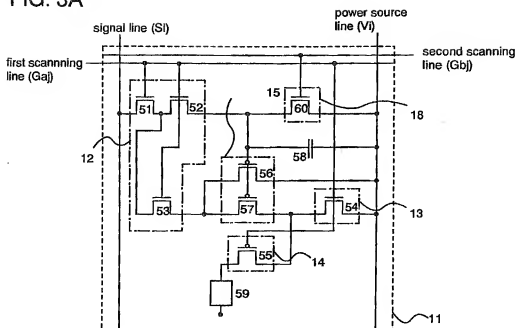 FIG. 3A
signal line (Si)
power source
line (Vi)
first scannning
line (Gaj)
second scanning
line (Gbj)
15
51
52
60
18
12
58
56
53
57
54
13
55
14
59
11